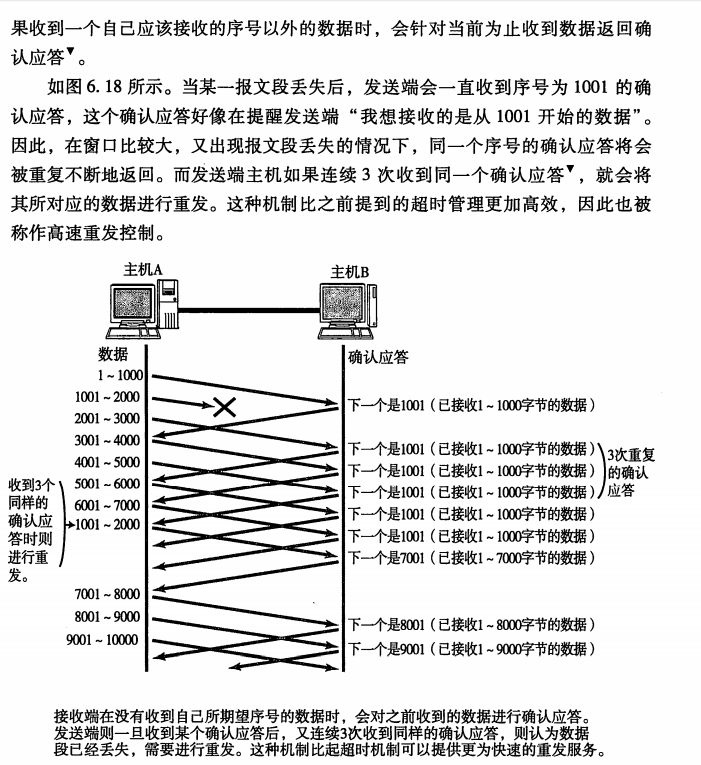 果收到一个自己应该接收的序号以外的数据时，会针对当前为止收到数据返回确
认应答▼。
如图 6.18 所示。当某一报文段丢失后，发送端会一直收到序号为 1001 的确
认应答，这个确认应答好像在提醒发送端“我想接收的是从 1001 开始的数据”。
因此，在窗口比较大，又出现报文段丢失的情况下，同一个序号的确认应答将会
被重复不断地返回。而发送端主机如果连续 3 次收到同一个确认应答▼，就会将
其所对应的数据进行重发。这种机制比之前提到的超时管理更加高效，因此也被
称作高速重发控制。
主机A
主机B
数据
确认应答
1～1000
1001～2000
2001～3000
3001～4000
4001～5000
5001～6000
6001～7000
1001～2000
7001～8000
8001～9000
9001～10000
收到3个
同样的
确认应
答时则
进行重
发。
下一个是1001（已接收1～1000字节的数据）
下一个是1001（已接收1～1000字节的数据）
下一个是1001（已接收1～1000字节的数据）
下一个是1001（已接收1～1000字节的数据）
下一个是1001（已接收1～1000字节的数据）
下一个是1001（已接收1～1000字节的数据）
下一个是7001（已接收1～7000字节的数据）
下一个是8001（已接收1～8000字节的数据）
下一个是9001（已接收1～9000字节的数据）
3次重复
的确认
应答
接收端在没有收到自己所期望序号的数据时，会对之前收到的数据进行确认应答。
发送端则一旦收到某个确认应答后，又连续3次收到同样的确认应答，则认为数据
段已经丢失，需要进行重发。这种机制比起超时机制可以提供更为快速的重发服务。